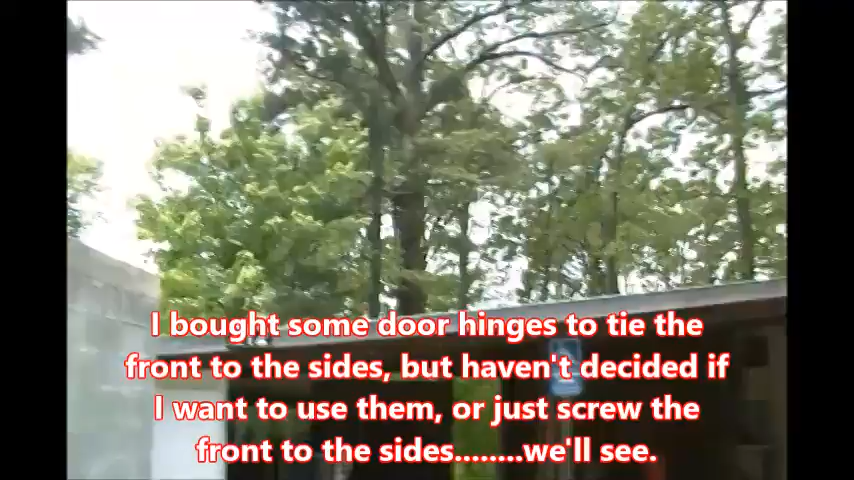 I bought some door hinges to tie the
front to the sides, but haven't decided if
I want to use them, or just screw the
front to the sides........we'll see.